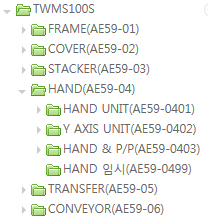 TWMS100S
FRAME(AE59-01)
COVER(AE59-02)
STACKER(AE59-03)
HAND(AE59-04)
HAND UNIT(AE59-0401)
Y AXIS UNIT(AE59-0402)
HAND & P/P(AE59-0403)
HAND 임시(AE59-0499)
TRANSFER(AE59-05)
CONVEYOR(AE59-06)